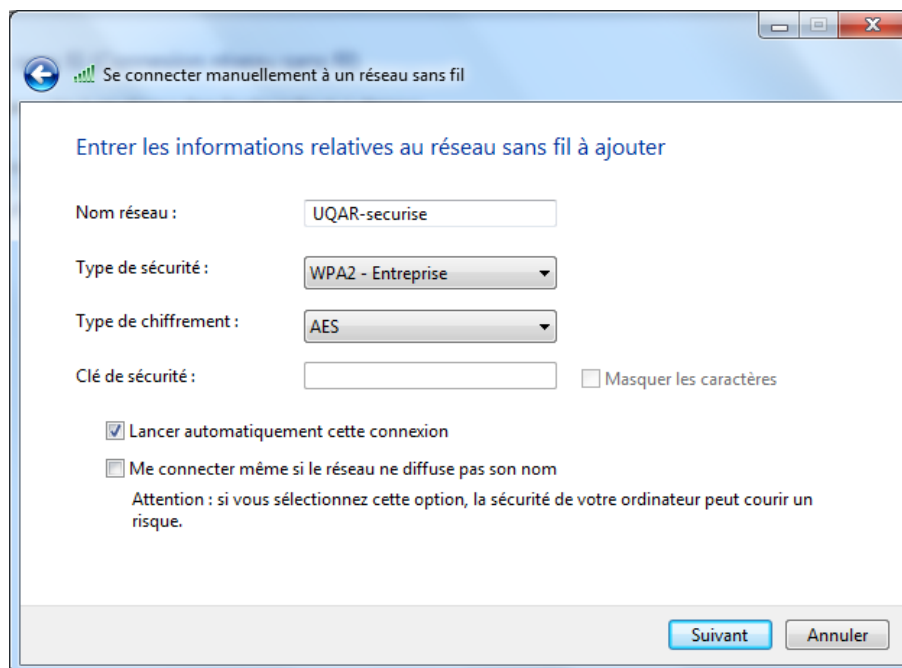 Se connecter manuellement à un réseau sans fil
Entrer les informations relatives au réseau sans fil à ajouter
Nom réseau : UQAR-securise
Type de sécurité : WPA2 - Entreprise
Type de chiffrement : AES
Clé de sécurité : Masquer les caractères
Lancer automatiquement cette connexion
Me connecter même si le réseau ne diffuse pas son nom
Attention : si vous sélectionnez cette option, la sécurité de votre ordinateur peut courir un
risque.
Suivant Annuler